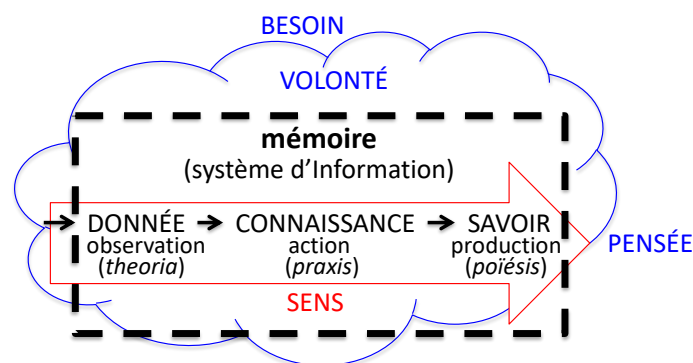 BESOIN
VOLONTÉ
mémoire
(système d’Information)
DONNÉE CONNAISSANCE SAVOIR
observation action production
(theoria) (praxis) (poïésis)
PENSÉE
SENS